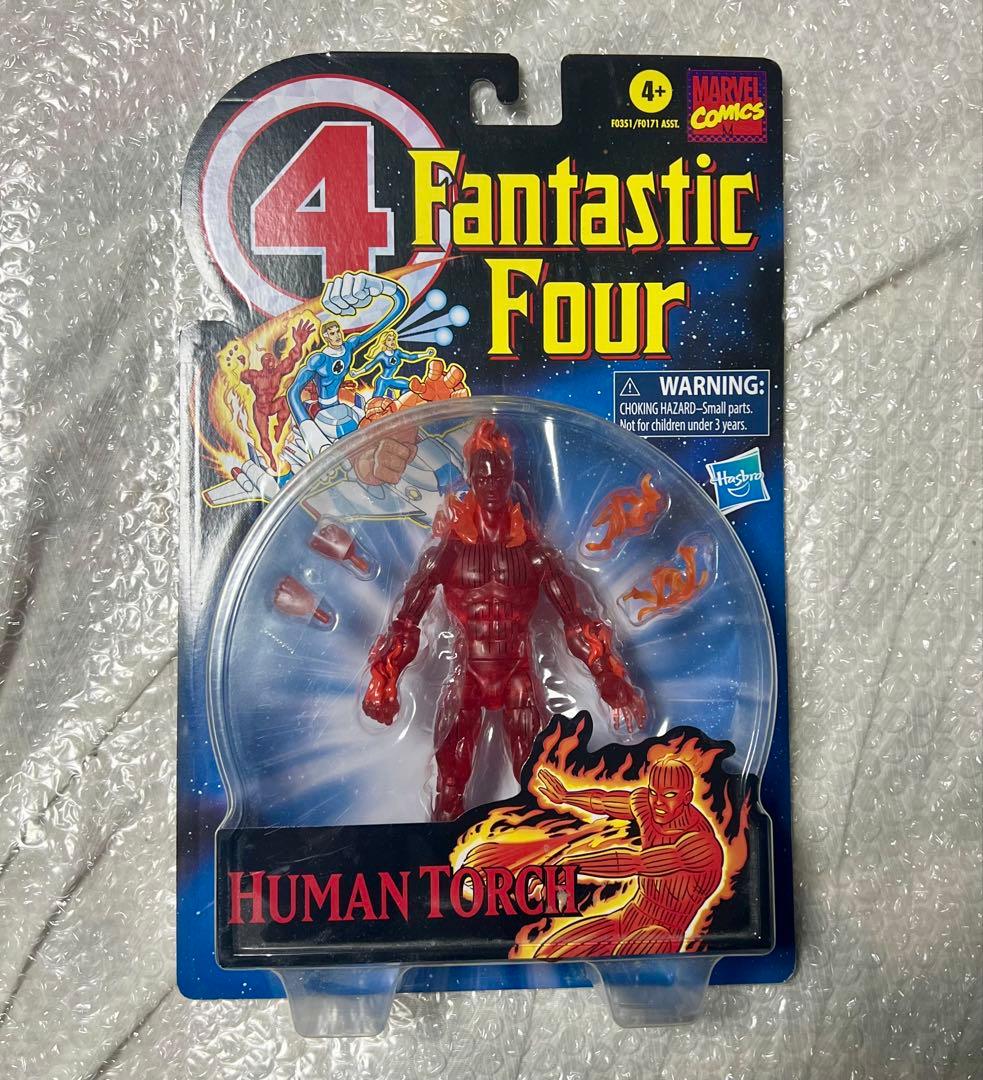 4
4+
F0351/F0171 ASST.
MARVEL
COMICS
M
Fantastic
Four
4
⚠ WARNING:
CHOKING HAZARD–Small parts.
Not for children under 3 years.
Hasbro
HUMAN TORCH